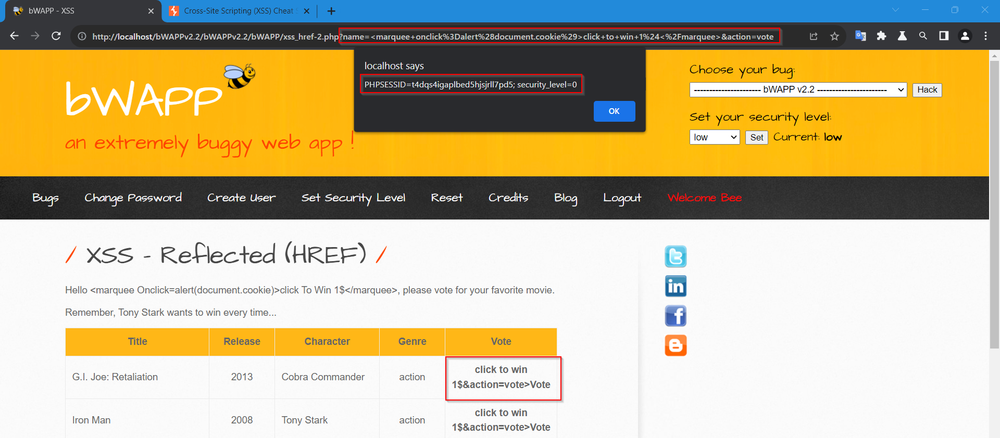 bWAPP - XSS
Cross-Site Scripting (XSS) Cheat S
http://localhost/bWAPPv2.2/bWAPPv2.2/bWAPP/xss_href-2.php?name=<marquee+onclick%3Dalert%28document.cookie%29>click+to+win+1%24<%2Fmarquee>&action=vote
localhost says
PHPSESSID=t4dqs4igaplbed5hjsjrll7pd5; security_level=0
OK
bWAPP
an extremely buggy web app !
Choose your bug:
---------------------- bWAPP v2.2 ----------------------- Hack
Set your security level:
low Set Current: low
Bugs Change Password Create User Set Security Level Reset Credits Blog Logout Welcome Bee
/ XSS - Reflected (HREF) /
Hello <marquee Onclick=alert(document.cookie)>click To Win 1$</marquee>, please vote for your favorite movie.
Remember, Tony Stark wants to win every time...
Title Release Character Genre Vote
G.I. Joe: Retaliation 2013 Cobra Commander action click to win
1$&action=vote>Vote
Iron Man 2008 Tony Stark action click to win
1$&action=vote>Vote